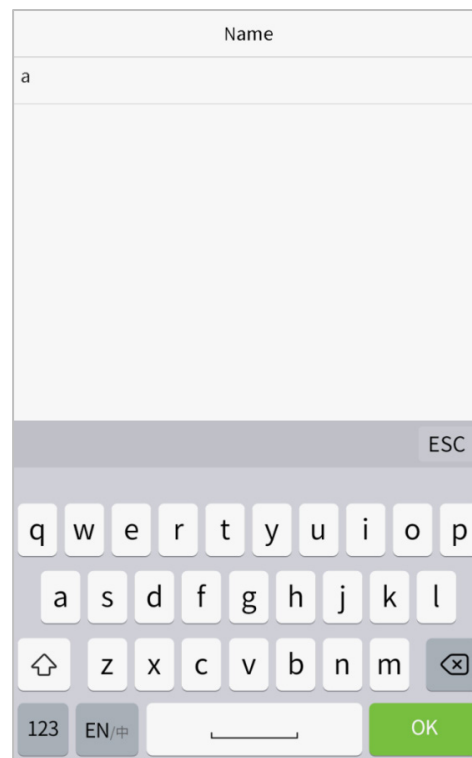 Name
a
ESC
q w e r t y u i o p
a s d f g h j k l
z x c v b n m
123 EN/中 OK